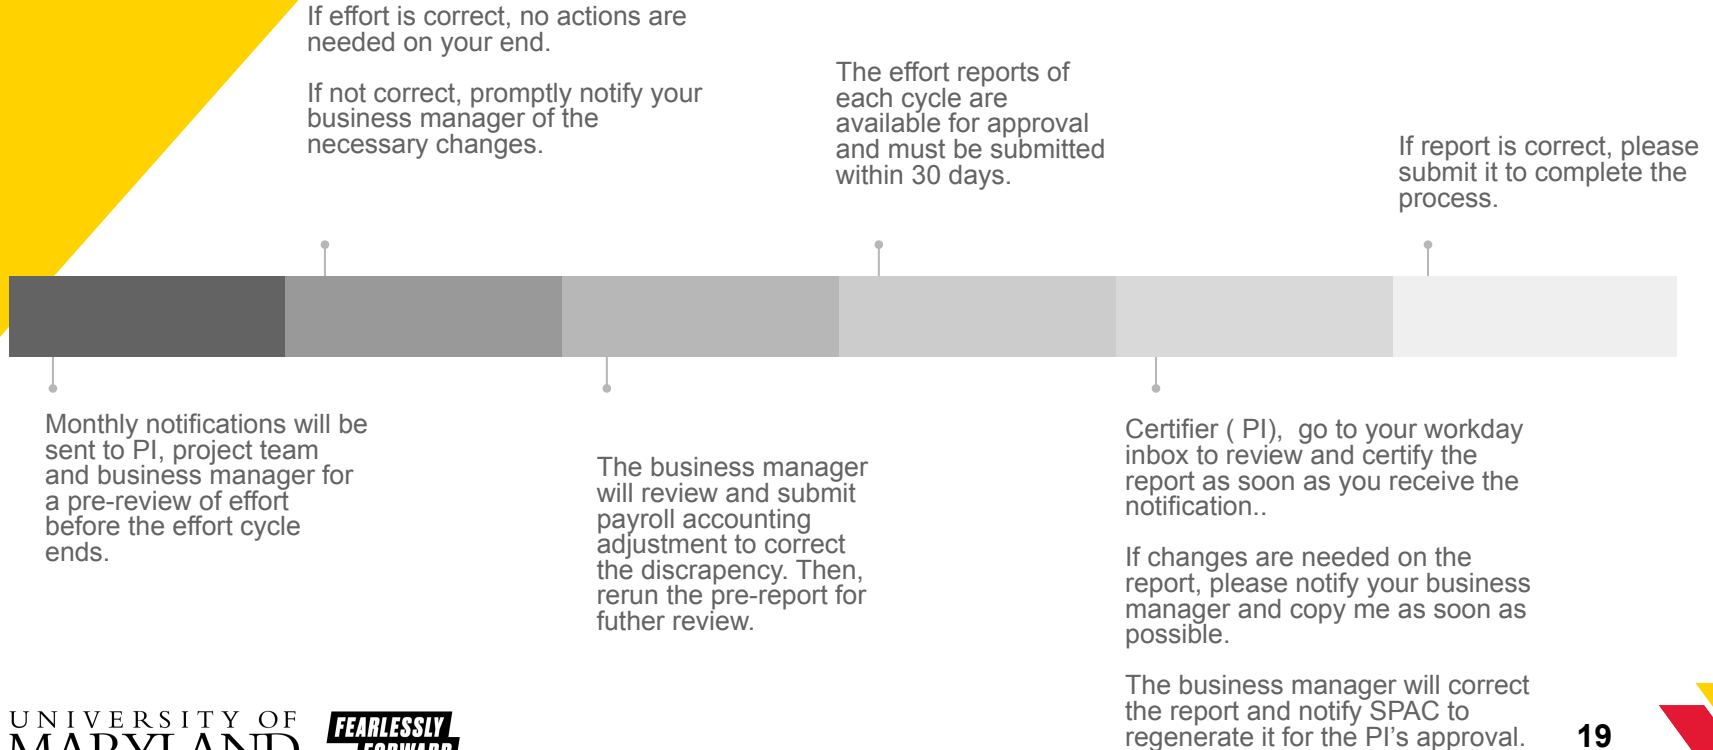 If effort is correct, no actions are
needed on your end.
If not correct, promptly notify your
business manager of the
necessary changes.
The effort reports of
each cycle are
available for approval
and must be submitted
within 30 days.
If report is correct, please
submit it to complete the
process.
Monthly notifications will be
sent to PI, project team
and business manager for
a pre-review of effort
before the effort cycle
ends.
The business manager
will review and submit
payroll accounting
adjustment to correct
the discrapency. Then,
rerun the pre-report for
futher review.
Certifier ( PI),  go to your workday
inbox to review and certify the
report as soon as you receive the
notification..
If changes are needed on the
report, please notify your business
manager and copy me as soon as
possible.
The business manager will correct
the report and notify SPAC to
regenerate it for the PI's approval.
UNIVERSITY OF
MARYLAND
FEARLESSLY
FORWARD
19